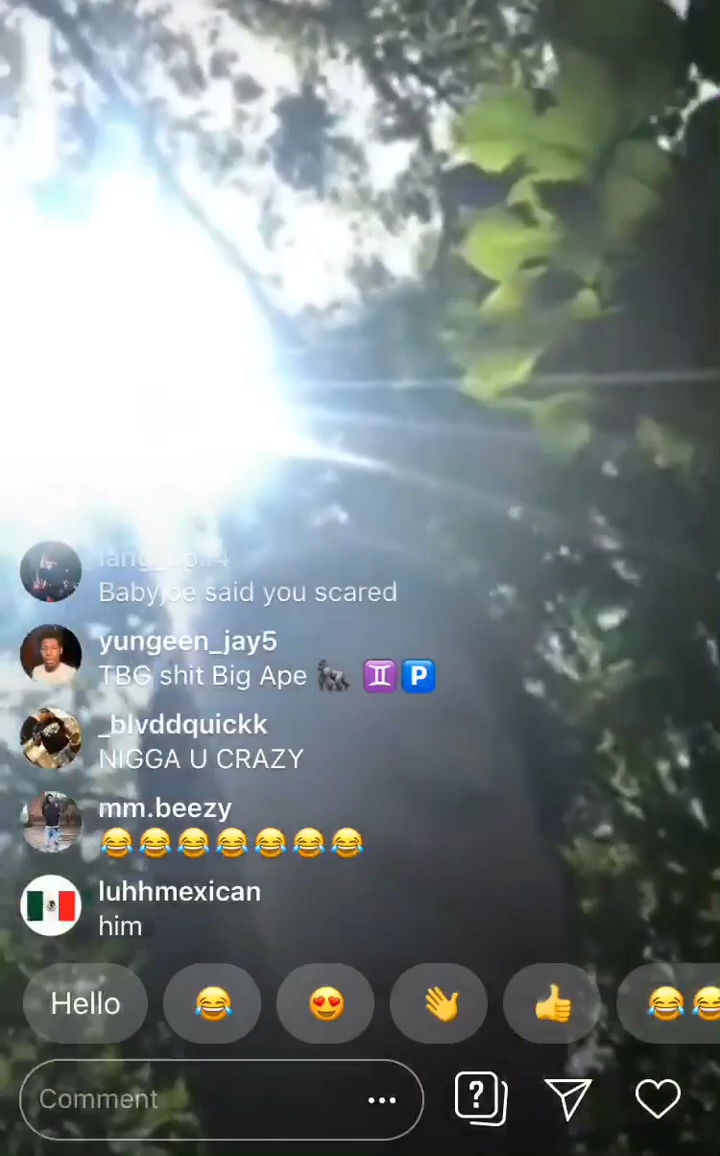 Babyjoe said you scared
yungeen_jay5
TBG shit Big Ape 🦍 ♊ 🅿️
_blvddquickk
NIGGA U CRAZY
mm.beezy
😂😂😂😂😂😂😂
luhhmexican
him
Hello 😂 😍 👋 👍 😂😂
Comment